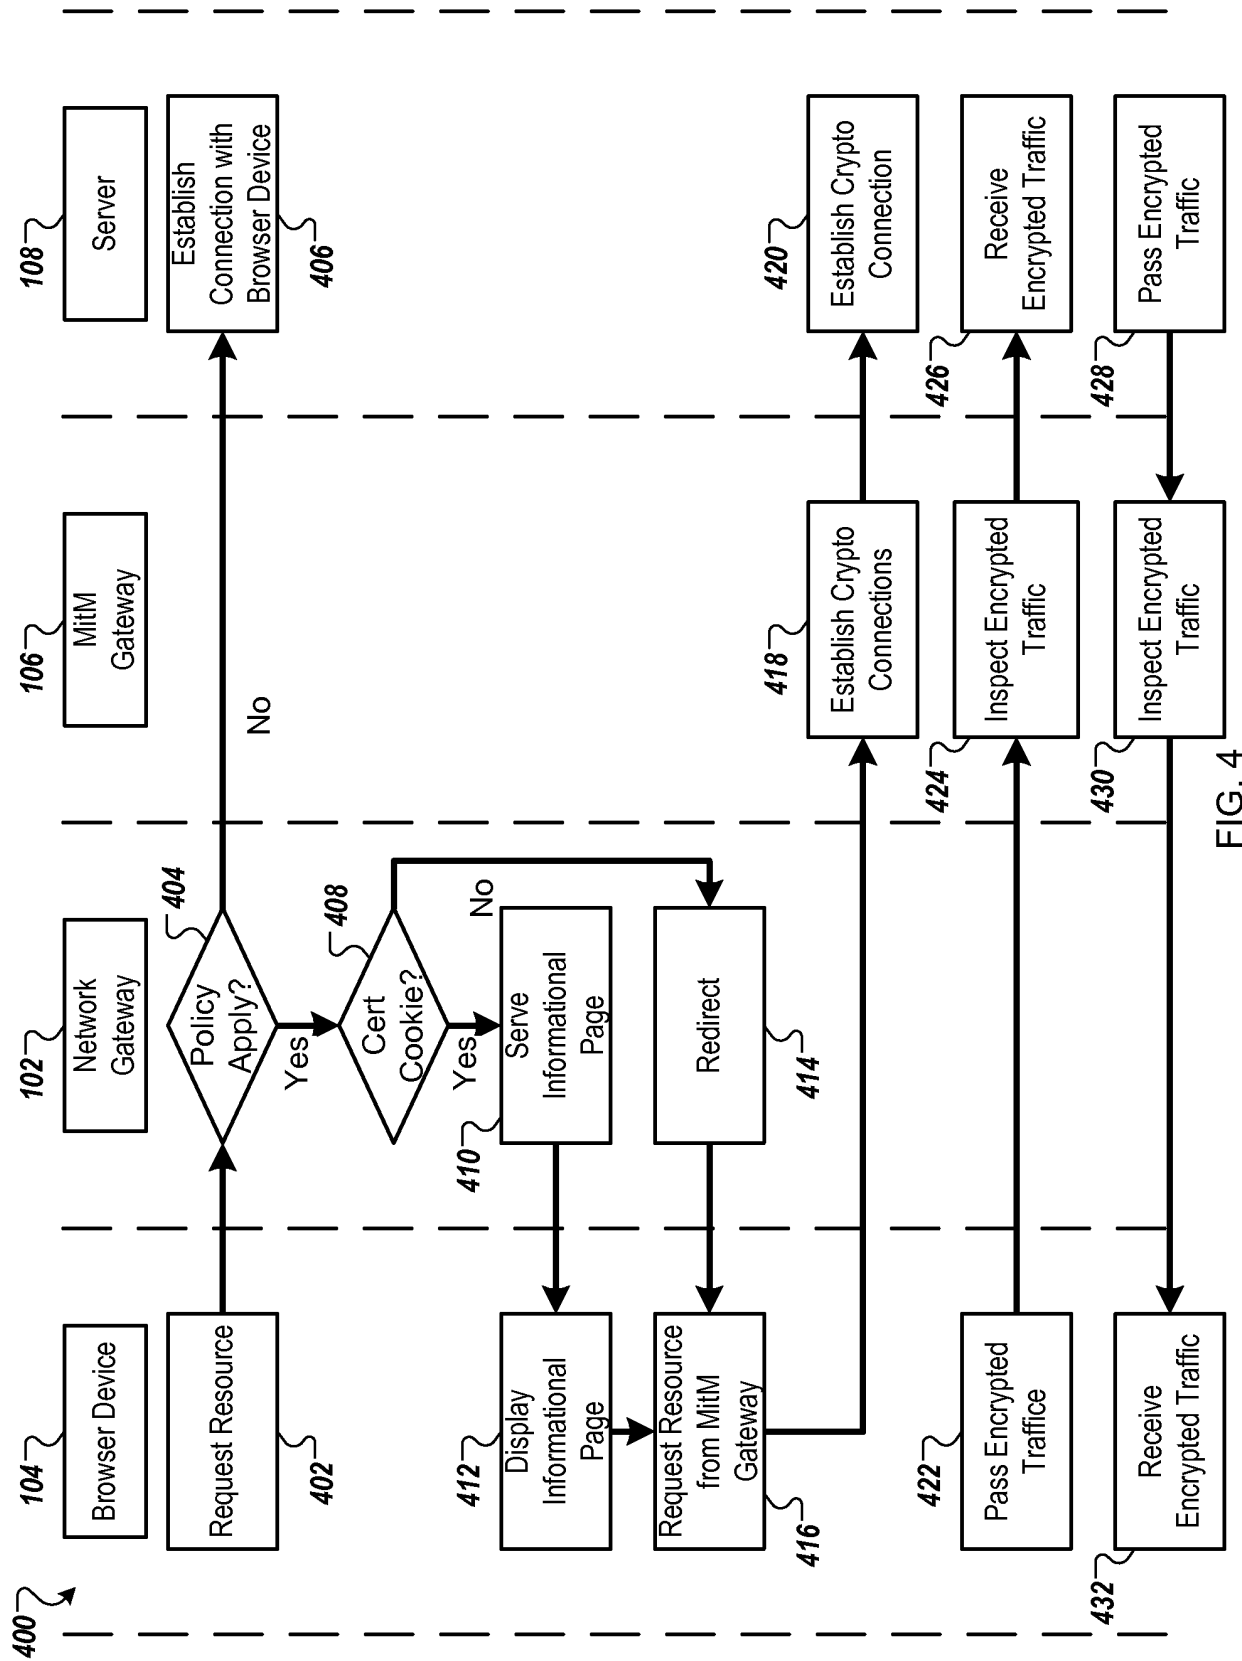 400
104
Browser Device
102
Network
Gateway
106
MitM
Gateway
108
Server
Request Resource
402
Policy
Apply?
404
No
Establish
Connection with
Browser Device
406
Yes
Cert
Cookie?
408
Yes
No
Serve
Informational
Page
410
412
Display
Informational
Page
Redirect
414
Request Resource
from MitM
Gateway
416
418
Establish Crypto
Connections
420
Establish Crypto
Connection
422
Pass Encrypted
Traffice
424
Inspect Encrypted
Traffic
426
Receive
Encrypted Traffic
428
Pass Encrypted
Traffic
430
Inspect Encrypted
Traffic
432
Receive
Encrypted Traffic
FIG. 4